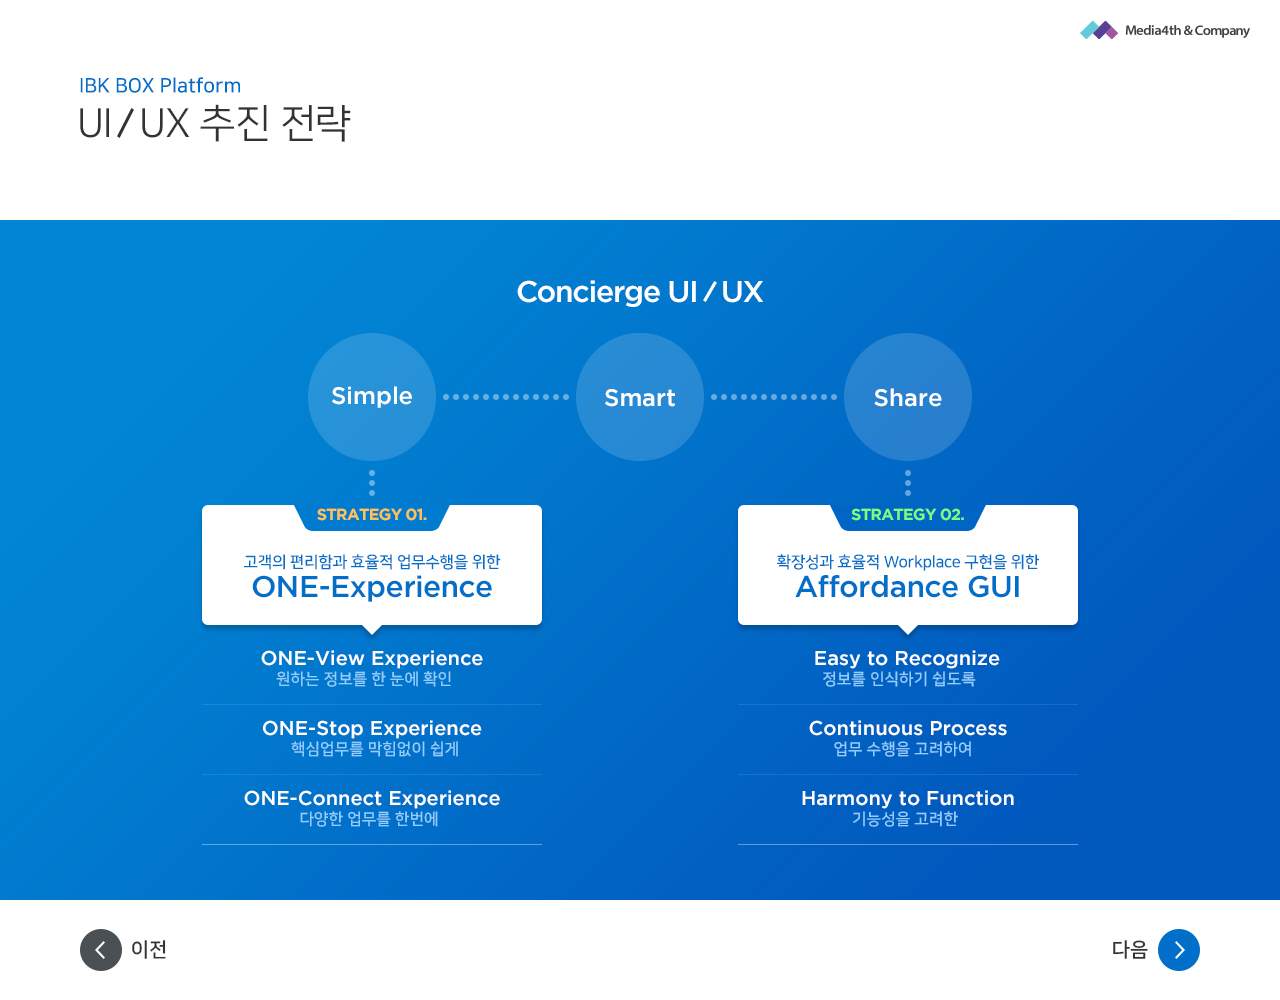 Media4th & Company
IBK BOX Platform
UI / UX 추진 전략
Concierge UI / UX
Simple
Smart
Share
STRATEGY 01.
고객의 편리함과 효율적 업무수행을 위한
ONE-Experience
ONE-View Experience
원하는 정보를 한 눈에 확인
ONE-Stop Experience
핵심업무를 막힘없이 쉽게
ONE-Connect Experience
다양한 업무를 한번에
STRATEGY 02.
확장성과 효율적 Workplace 구현을 위한
Affordance GUI
Easy to Recognize
정보를 인식하기 쉽도록
Continuous Process
업무 수행을 고려하여
Harmony to Function
기능성을 고려한
이전
다음